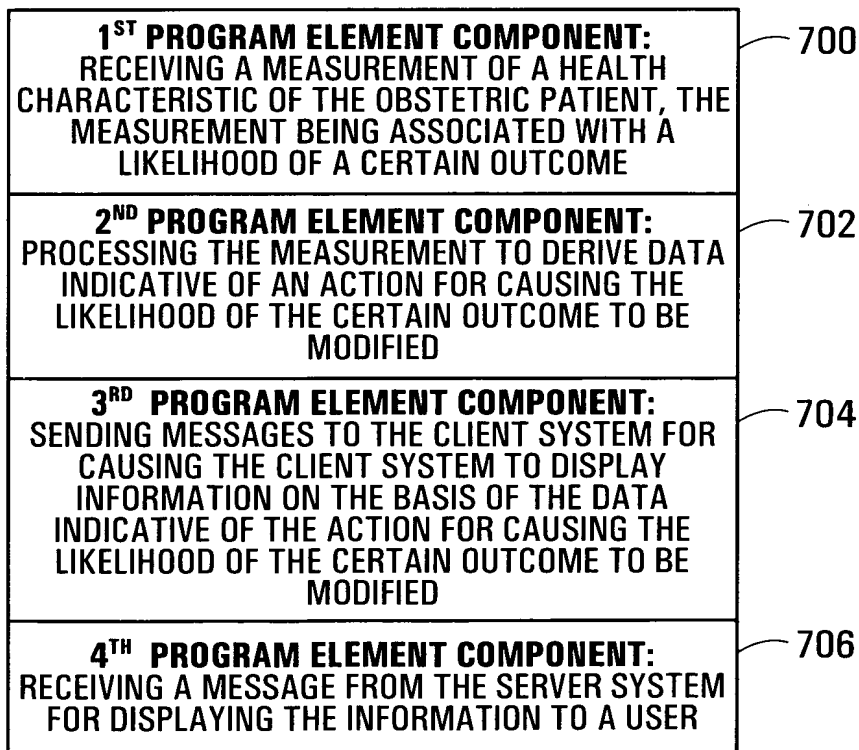 1ST PROGRAM ELEMENT COMPONENT:
RECEIVING A MEASUREMENT OF A HEALTH
CHARACTERISTIC OF THE OBSTETRIC PATIENT, THE
MEASUREMENT BEING ASSOCIATED WITH A
LIKELIHOOD OF A CERTAIN OUTCOME
700
2ND PROGRAM ELEMENT COMPONENT:
PROCESSING THE MEASUREMENT TO DERIVE DATA
INDICATIVE OF AN ACTION FOR CAUSING THE
LIKELIHOOD OF THE CERTAIN OUTCOME TO BE
MODIFIED
702
3RD PROGRAM ELEMENT COMPONENT:
SENDING MESSAGES TO THE CLIENT SYSTEM FOR
CAUSING THE CLIENT SYSTEM TO DISPLAY
INFORMATION ON THE BASIS OF THE DATA
INDICATIVE OF THE ACTION FOR CAUSING THE
LIKELIHOOD OF THE CERTAIN OUTCOME TO BE
MODIFIED
704
4TH PROGRAM ELEMENT COMPONENT:
RECEIVING A MESSAGE FROM THE SERVER SYSTEM
FOR DISPLAYING THE INFORMATION TO A USER
706